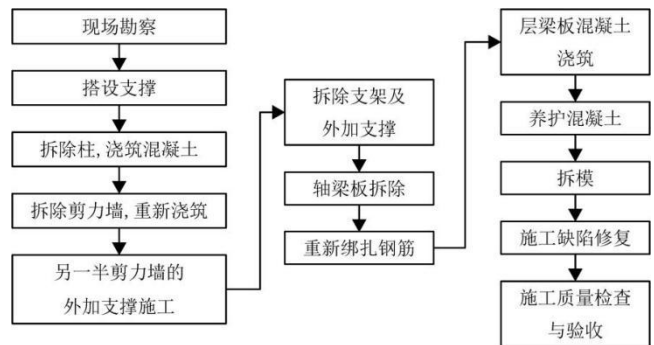 现场勘察
搭设支撑
拆除柱,浇筑混凝土
拆除剪力墙,重新浇筑
另一半剪力墙的
外加支撑施工
拆除支架及
外加支撑
轴梁板拆除
重新绑扎钢筋
层梁板混凝土
浇筑
养护混凝土
拆模
施工缺陷修复
施工质量检查
与验收